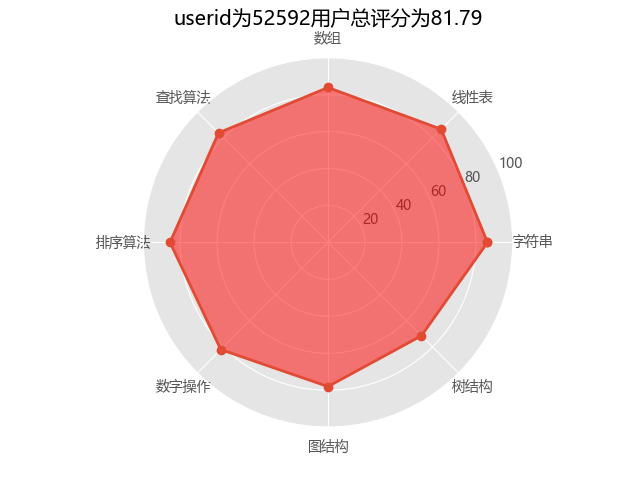 userid为52592用户总评分为81.79
数组
查找算法
线性表
100
80
60
40
20
排序算法
字符串
数字操作
树结构
图结构